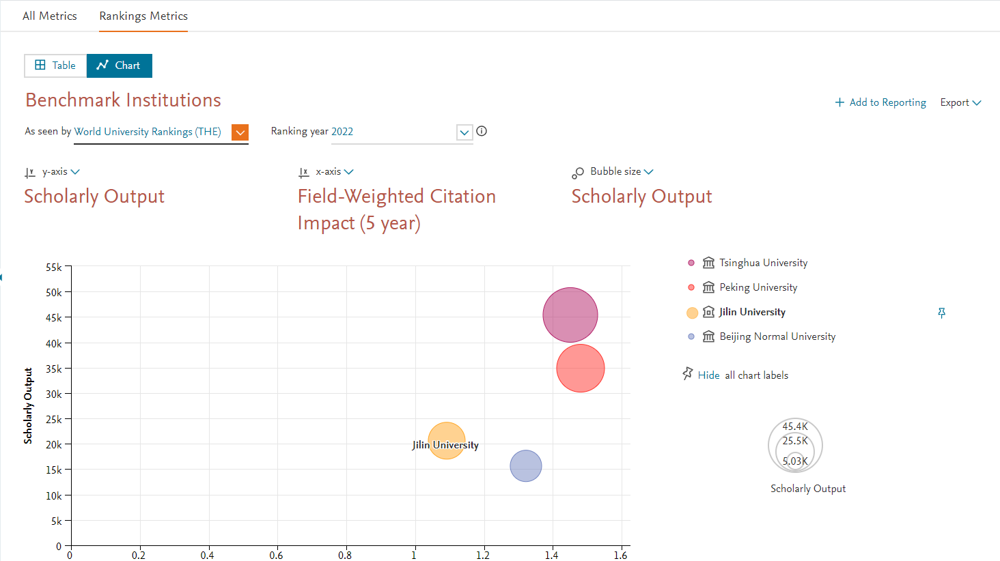 All Metrics Rankings Metrics
Table Chart
Benchmark Institutions
Add to Reporting Export
As seen by World University Rankings (THE) Ranking year 2022
y-axis x-axis Bubble size
Scholarly Output Field-Weighted Citation Scholarly Output
Impact (5 year)
55k
50k
45k
40k
35k
30k
25k
20k
15k
10k
5k
0
Scholarly Output
0 0.2 0.4 0.6 0.8 1 1.2 1.4 1.6
Jilin University
Tsinghua University
Peking University
Jilin University
Beijing Normal University
Hide all chart labels
45.4K
25.5K
5.03K
Scholarly Output